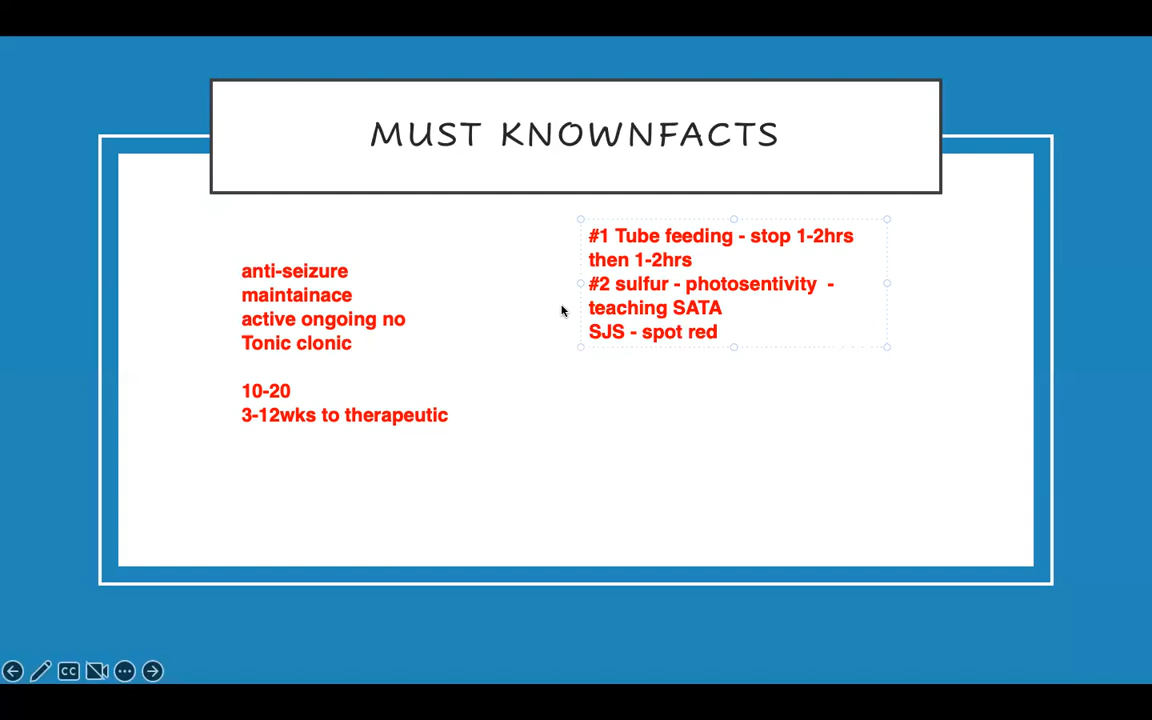 MUST KNOWNFACTS
anti-seizure
maintainace
active ongoing no
Tonic clonic
10-20
3-12wks to therapeutic
#1 Tube feeding - stop 1-2hrs
then 1-2hrs
#2 sulfur - photosentivity -
teaching SATA
SJS - spot red
CC